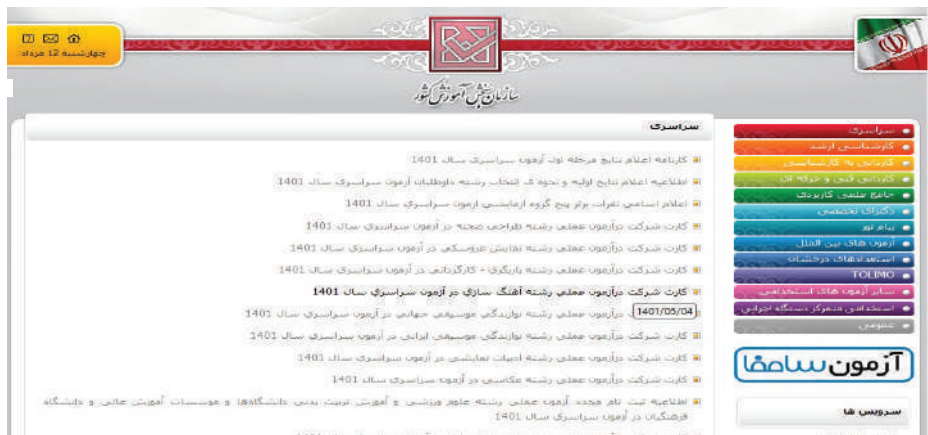 چهارشنبه 12 مرداد
سازمان سنجش آموزش کشور
سراسری
کارشناسی ارشد
کاردانی به کارشناسی
کاردانی فنی و حرفه ای
جامع علمی کاربردی
دکترای تخصصی
پیام نور
آزمون های بین الملل
استعدادهای درخشان
TOLIMO
سایر آزمون های استخدامی
استخدامی متمرکز دستگاه اجرایی
عمومی
آزمون سامفا
سرویس ها
سراسری
کارنامه اعلام نتایج مرحله اول آزمون سراسری سال 1401
اطلاعیه اعلام نتایج اولیه و نحوه ی انتخاب رشته داوطلبان آزمون سراسری سال 1401
اعلام اسامی نفرات برتر پنج گروه آزمایشی آزمون سراسری سال 1401
کارت شرکت درآزمون عملی رشته طراحی صحنه در آزمون سراسری سال 1401
کارت شرکت درآزمون عملی رشته نمایش عروسکی در آزمون سراسری سال 1401
کارت شرکت درآزمون عملی رشته بازیگری - کارگردانی در آزمون سراسری سال 1401
کارت شرکت درآزمون عملی رشته آهنگ سازی در آزمون سراسری سال 1401
1401/05/04
درآزمون عملی رشته نوازندگی موسیقی جهانی در آزمون سراسری سال 1401
کارت شرکت درآزمون عملی رشته نوازندگی موسیقی ایرانی در آزمون سراسری سال 1401
کارت شرکت درآزمون عملی رشته ادبیات نمایشی در آزمون سراسری سال 1401
کارت شرکت درآزمون عملی رشته عکاسی در آزمون سراسری سال 1401
اطلاعیه ثبت نام مجدد آزمون عملی رشته علوم ورزشی و آموزش تربیت بدنی دانشگاهها و موسسات آموزش عالی و دانشگاه
فرهنگیان در آزمون سراسری سال 1401